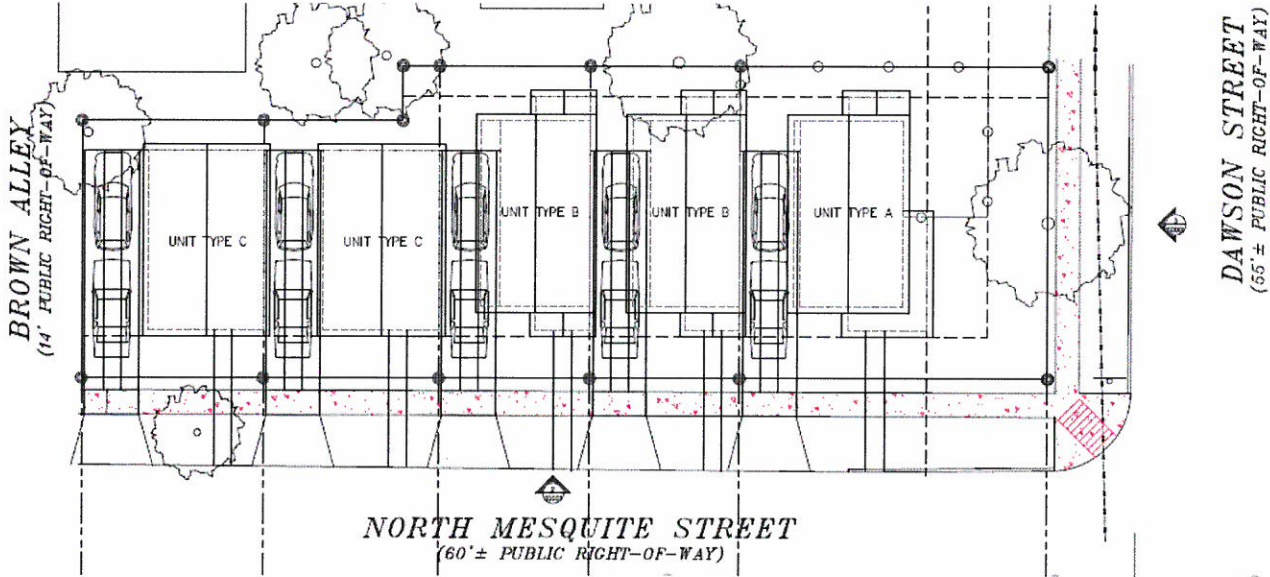 BROWN ALLEY
(14' PUBLIC RIGHT-OF-WAY)
UNIT TYPE C
UNIT TYPE C
UNIT TYPE B
UNIT TYPE B
UNIT TYPE A
DAWSON STREET
(55'± PUBLIC RIGHT-OF-WAY)
NORTH MESQUITE STREET
(60'± PUBLIC RIGHT-OF-WAY)